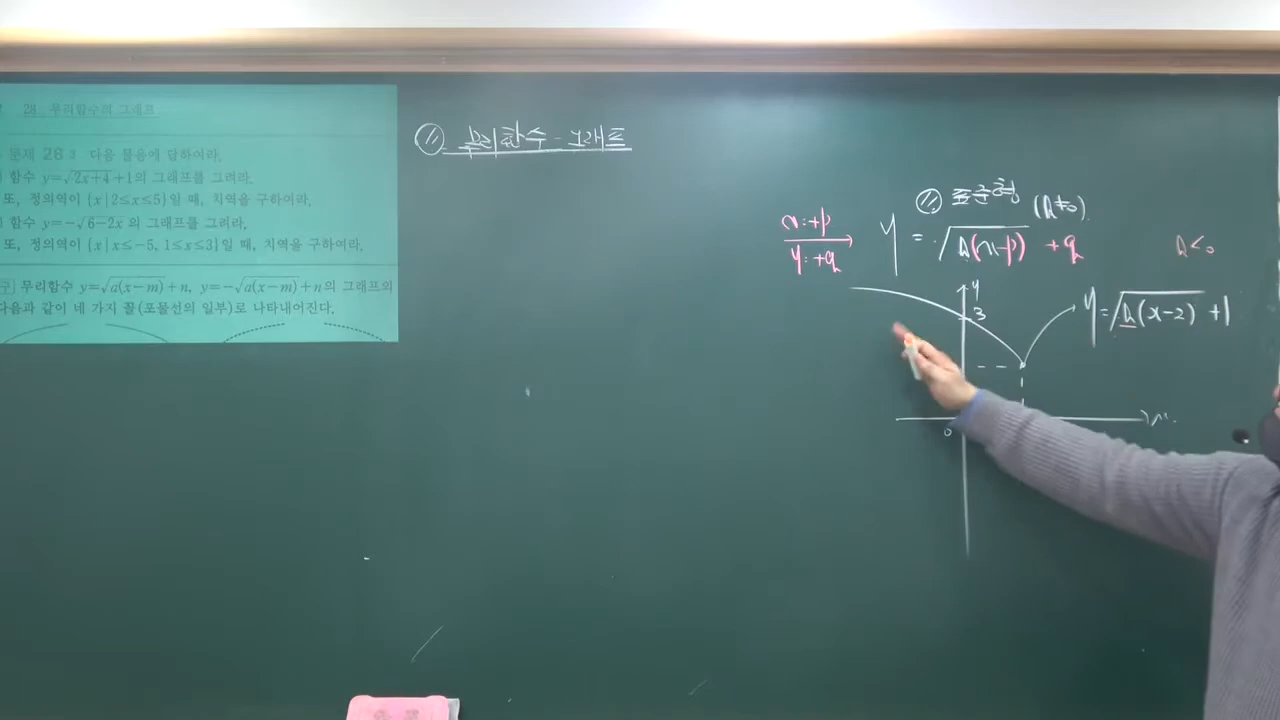 28 무리함수의 그래프
문제 28 3 다음 물음에 답하여라.
함수 y=√2x+4+1의 그래프를 그려라.
또, 정의역이 {x│2≤x≤5}일 때, 치역을 구하여라.
함수 y=-√6-2x 의 그래프를 그려라.
또, 정의역이 {x│x≤-5, 1≤x≤3}일 때, 치역을 구하여라.
구 무리함수 y=√a(x-m)+n, y=-√a(x-m)+n의 그래프의
다음과 같이 네 가지 꼴(포물선의 일부)로 나타내어진다.
무리함수 - 그래프
표준형 (a≠0)
x:+p
y:+q
y=√a(x-p) +q
a<0
y
3
y=√a(x-2) +1
0
x